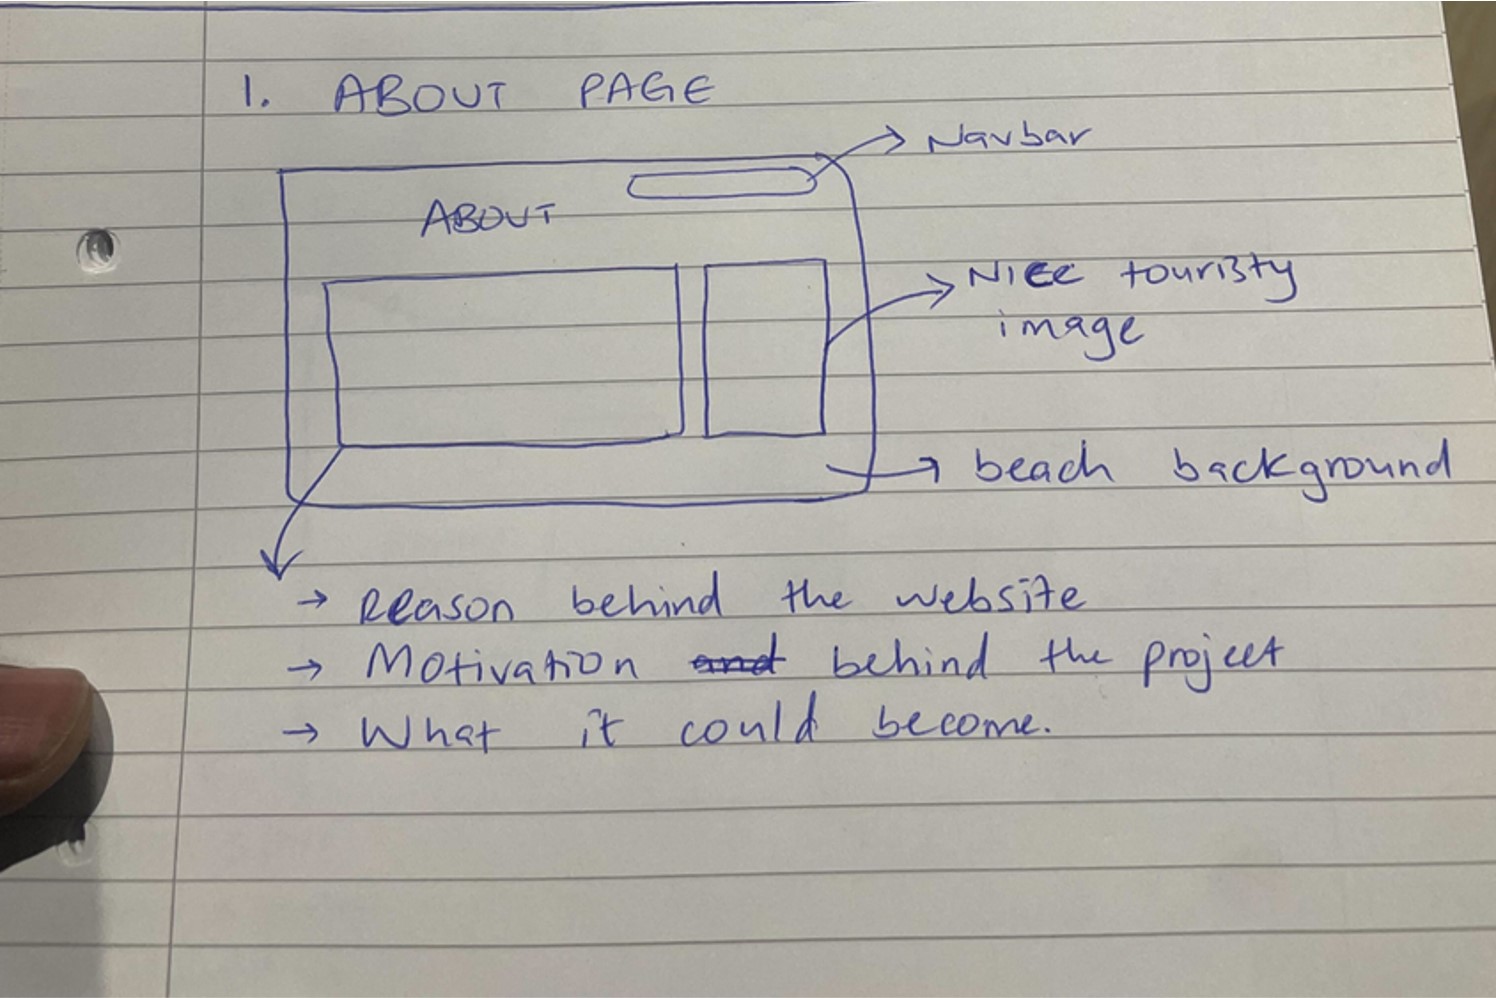 1. ABOUT PAGE
Navbar
ABOUT
Nice touristy
image
→ beach background
→ Reason behind the website
→ Motivation and behind the project
→ What it could become.